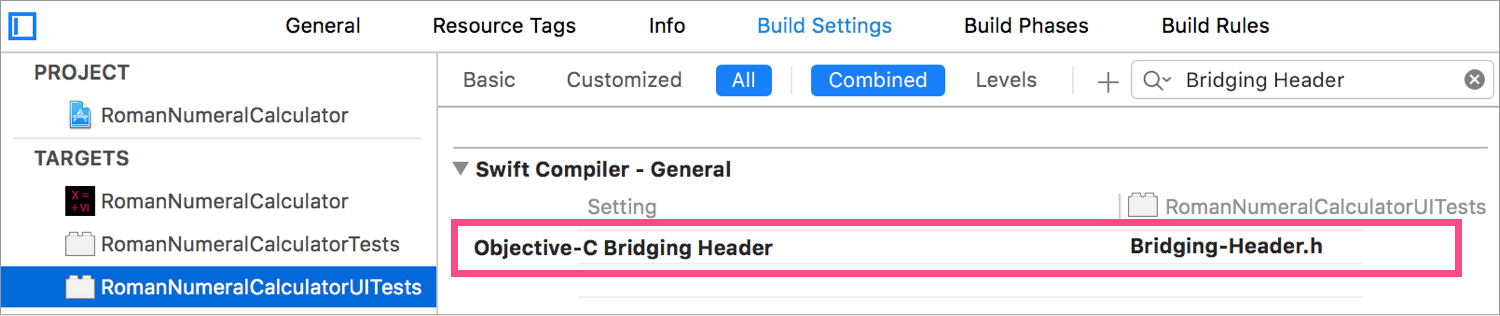 General Resource Tags Info Build Settings Build Phases Build Rules
PROJECT
RomanNumeralCalculator
TARGETS
X =
+ VI
RomanNumeralCalculator
RomanNumeralCalculatorTests
RomanNumeralCalculatorUITests
Basic Customized All Combined Levels + Bridging Header
Swift Compiler - General
Setting RomanNumeralCalculatorUITests
Objective-C Bridging Header Bridging-Header.h